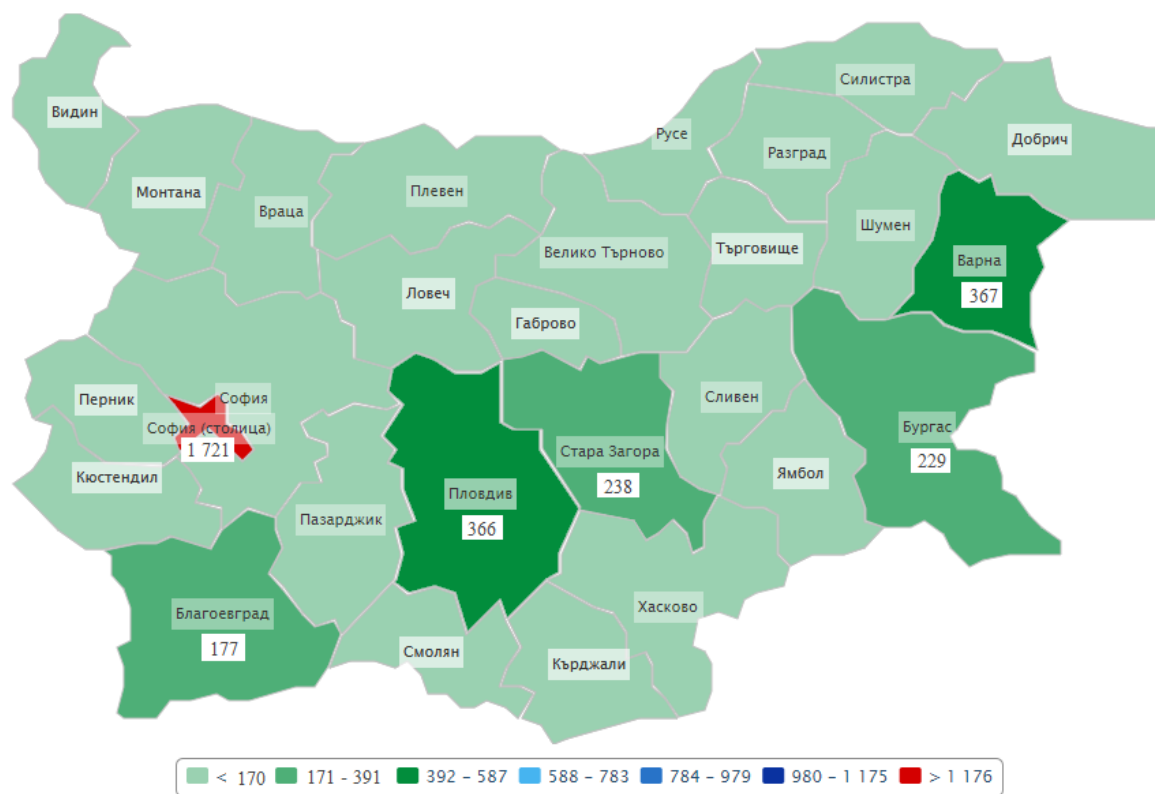 Силистра
Видин
Русе
Добрич
Разград
Монтана
Плевен
Враца
Шумен
Велико Търново
Търговище
Варна
367
Ловеч
Габрово
Перник
София
Сливен
София (столица)
1 721
Бургас
229
Стара Загора
238
Кюстендил
Ямбол
Пловдив
366
Пазарджик
Благоевград
177
Хасково
Смолян
Кърджали
< 170 171 - 391 392 – 587 588 – 783 784 – 979 980 – 1 175 > 1 176